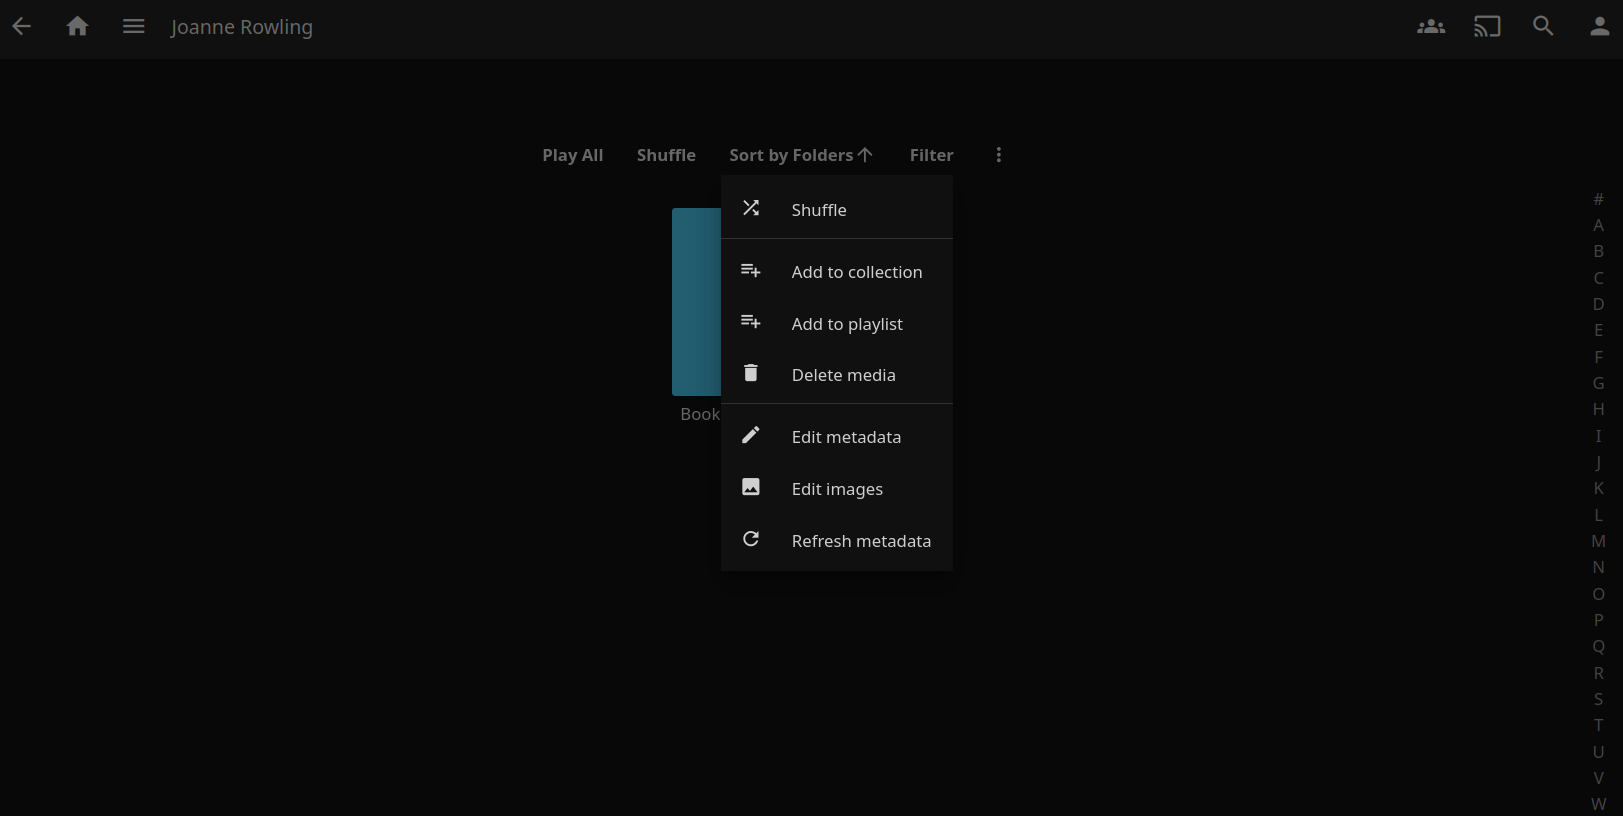 Joanne Rowling
Play All
Shuffle
Sort by Folders
Filter
Shuffle
Add to collection
Add to playlist
Delete media
Book
Edit metadata
Edit images
Refresh metadata
#
A
B
C
D
E
F
G
H
I
J
K
L
M
N
O
P
Q
R
S
T
U
V
W